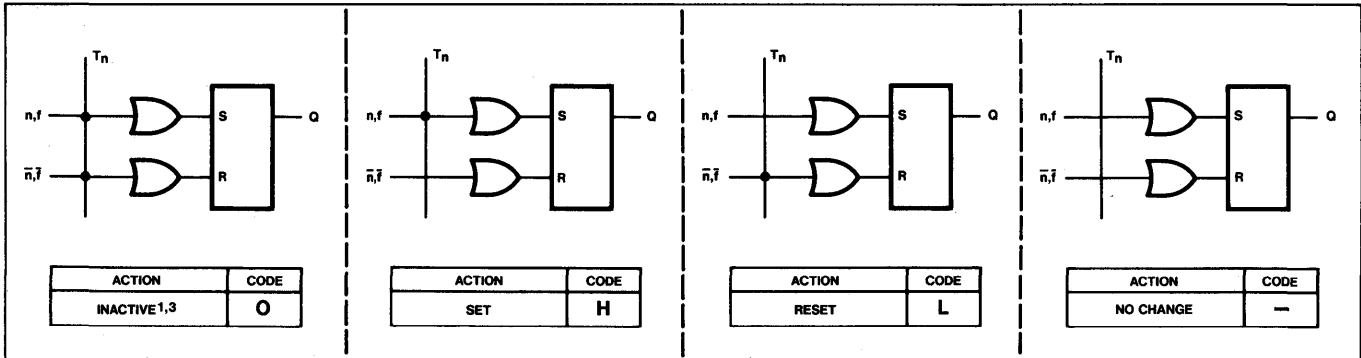 Tn
n,f
S
Q
n̄,f̄
R
ACTION CODE
INACTIVE1,3 O
Tn
n,f
S
Q
n̄,f̄
R
ACTION CODE
SET H
Tn
n,f
S
Q
n̄,f̄
R
ACTION CODE
RESET L
Tn
n,f
S
Q
n̄,f̄
R
ACTION CODE
NO CHANGE —